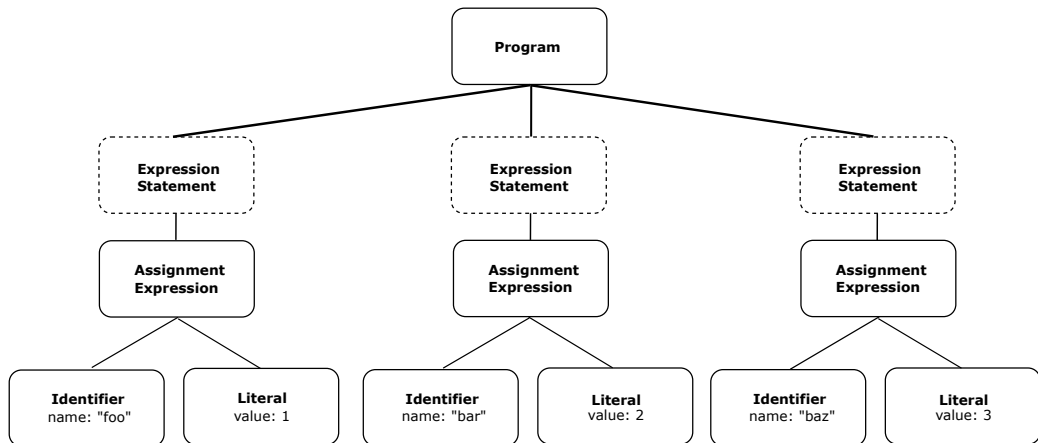 Program
Expression
Statement
Expression
Statement
Expression
Statement
Assignment
Expression
Assignment
Expression
Assignment
Expression
Identifier
name: "foo"
Literal
value: 1
Identifier
name: "bar"
Literal
value: 2
Identifier
name: "baz"
Literal
value: 3